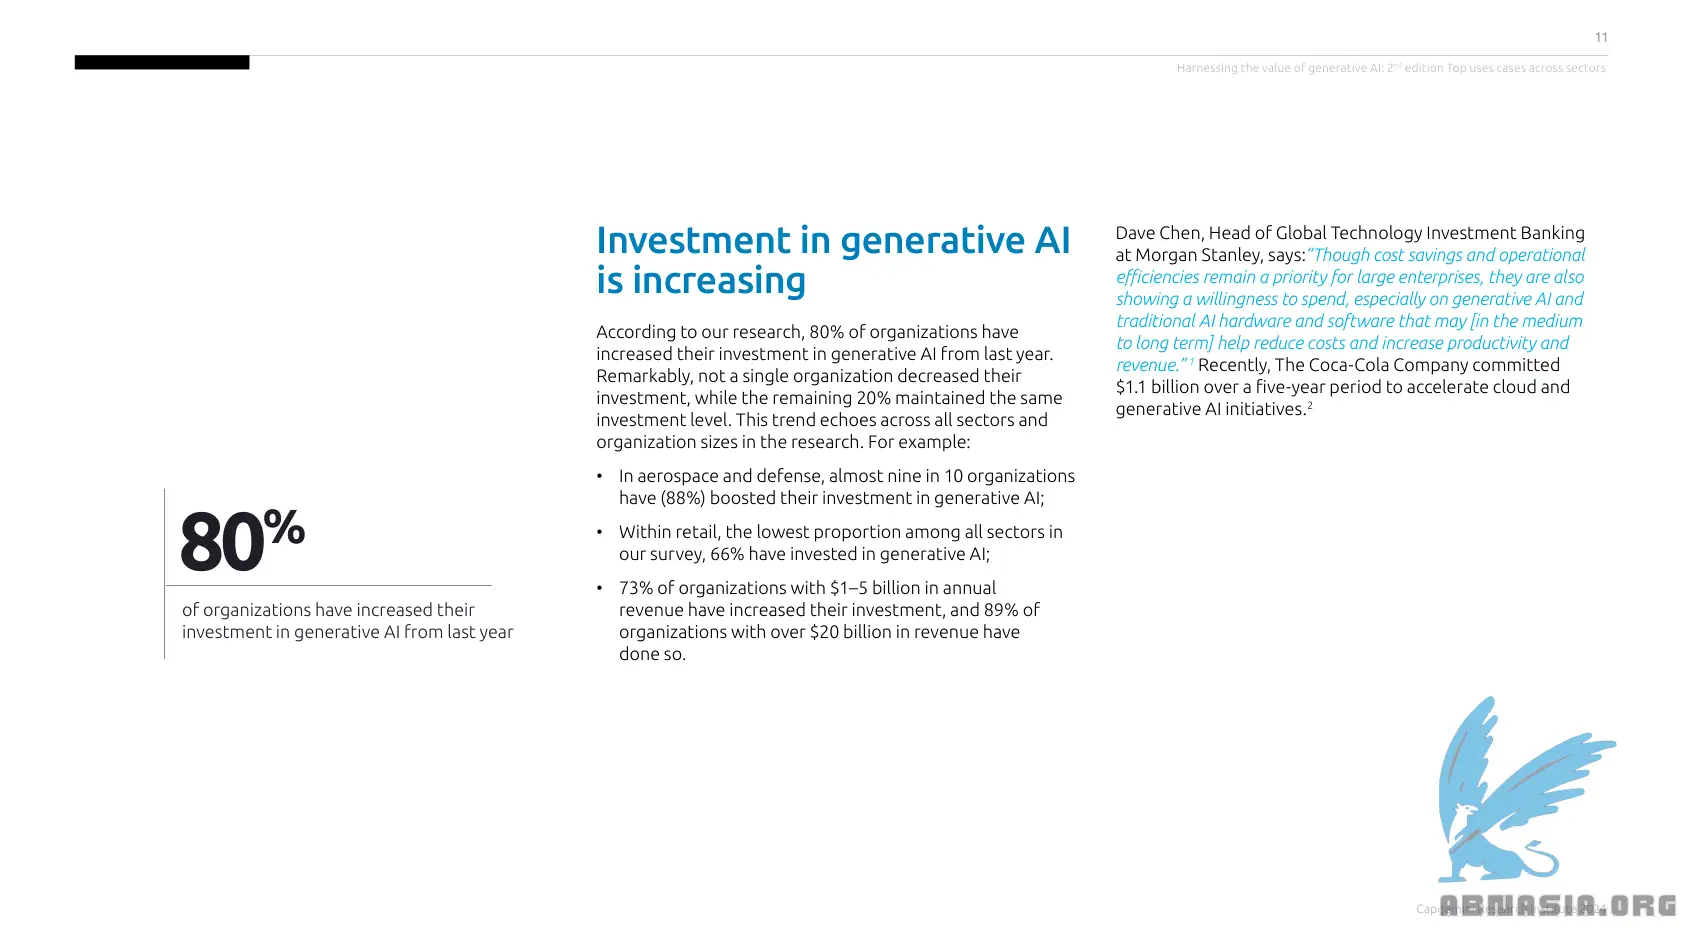 11
Harnessing the value of generative AI: 2nd edition Top uses cases across sectors
Investment in generative AI
is increasing
According to our research, 80% of organizations have
increased their investment in generative AI from last year.
Remarkably, not a single organization decreased their
investment, while the remaining 20% maintained the same
investment level. This trend echoes across all sectors and
organization sizes in the research. For example:
• In aerospace and defense, almost nine in 10 organizations
have (88%) boosted their investment in generative AI;
• Within retail, the lowest proportion among all sectors in
our survey, 66% have invested in generative AI;
• 73% of organizations with $1–5 billion in annual
revenue have increased their investment, and 89% of
organizations with over $20 billion in revenue have
done so.
Dave Chen, Head of Global Technology Investment Banking
at Morgan Stanley, says:“Though cost savings and operational
efficiencies remain a priority for large enterprises, they are also
showing a willingness to spend, especially on generative AI and
traditional AI hardware and software that may [in the medium
to long term] help reduce costs and increase productivity and
revenue.” 1 Recently, The Coca-Cola Company committed
$1.1 billion over a five-year period to accelerate cloud and
generative AI initiatives.2
80%
of organizations have increased their
investment in generative AI from last year
Capgemini Research Institute 2024
ABNASIA.ORG